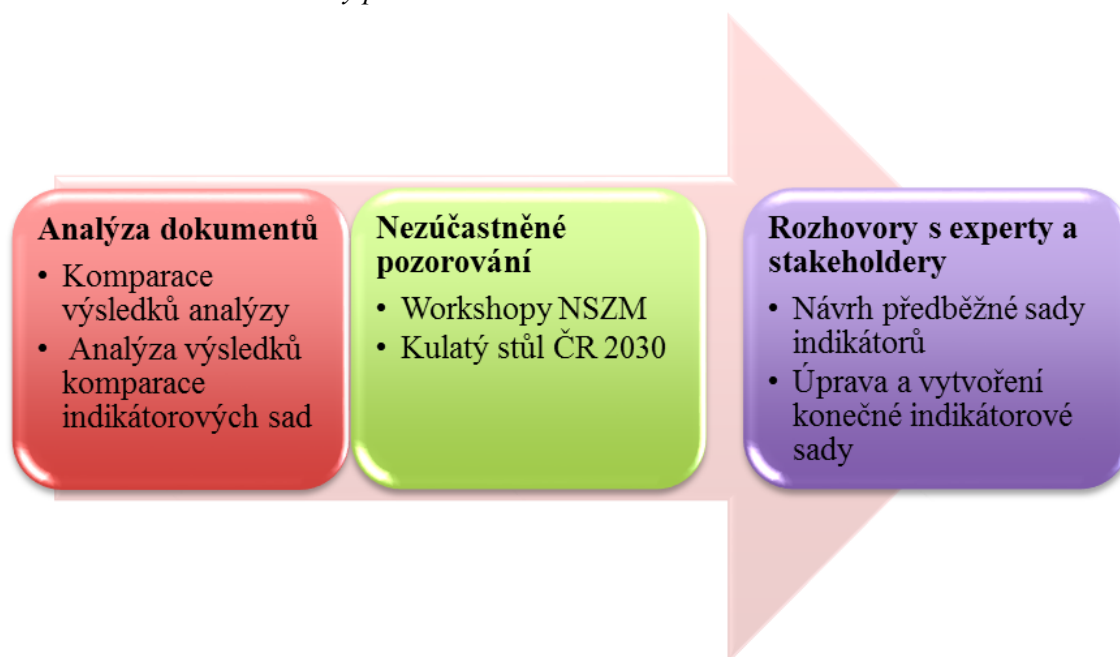 Analýza dokumentů
• Komparace
výsledků analýzy
• Analýza výsledků
komparace
indikátorových sad
Nezúčastněné
pozorování
• Workshopy NSZM
• Kulatý stůl ČR 2030
Rozhovory s experty a
stakeholdery
• Návrh předběžné sady
indikátorů
• Úprava a vytvoření
konečné indikátorové
sady